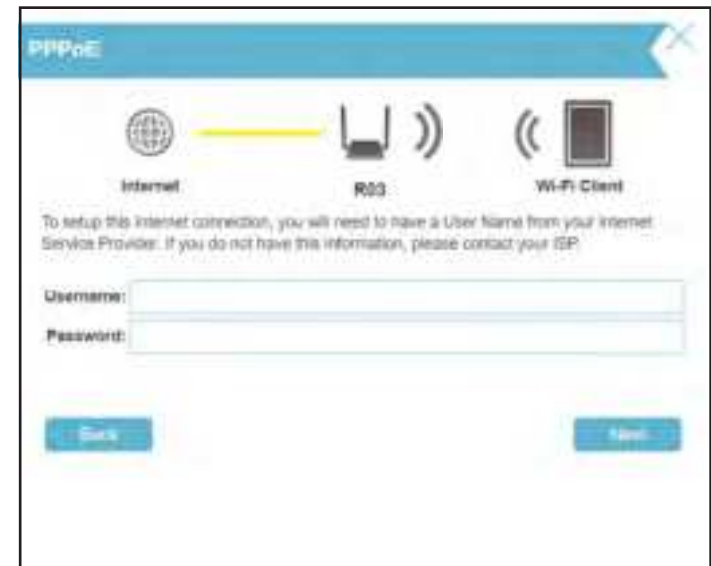 PPPoE
Internet
R03
Wi-Fi Client
To setup this Internet connection, you will need to have a User Name from your Internet
Service Provider. If you do not have this information, please contact your ISP.
Username:
Password:
Back
Next